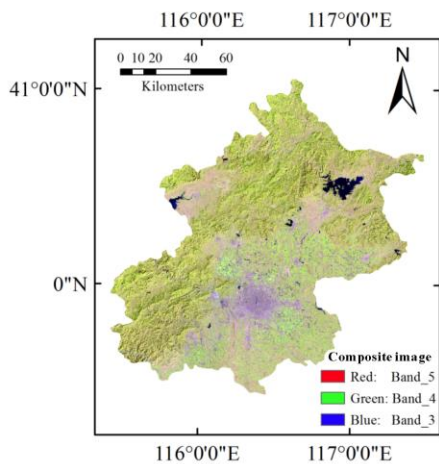 116°0'0"E 117°0'0"E
0 10 20 40 60
Kilometers
N
41°0'0"N
0"N
Composite image
Red: Band_5
Green: Band_4
Blue: Band_3
116°0'0"E 117°0'0"E